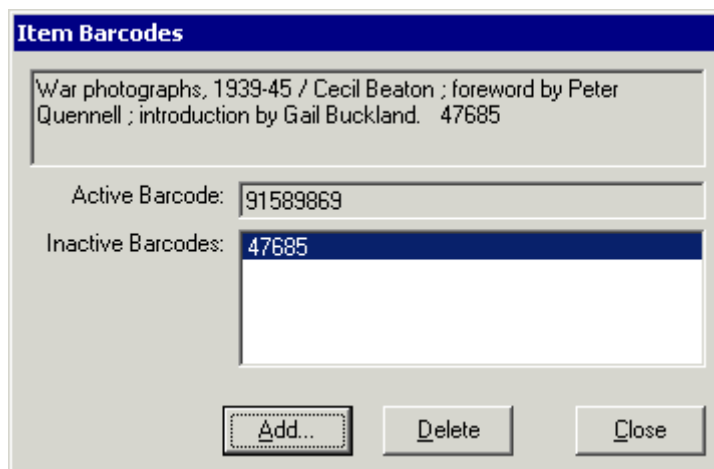 Item Barcodes
War photographs, 1939-45 / Cecil Beaton ; foreword by Peter
Quennell ; introduction by Gail Buckland.   47685
Active Barcode: 91589869
Inactive Barcodes: 47685
Add... Delete Close